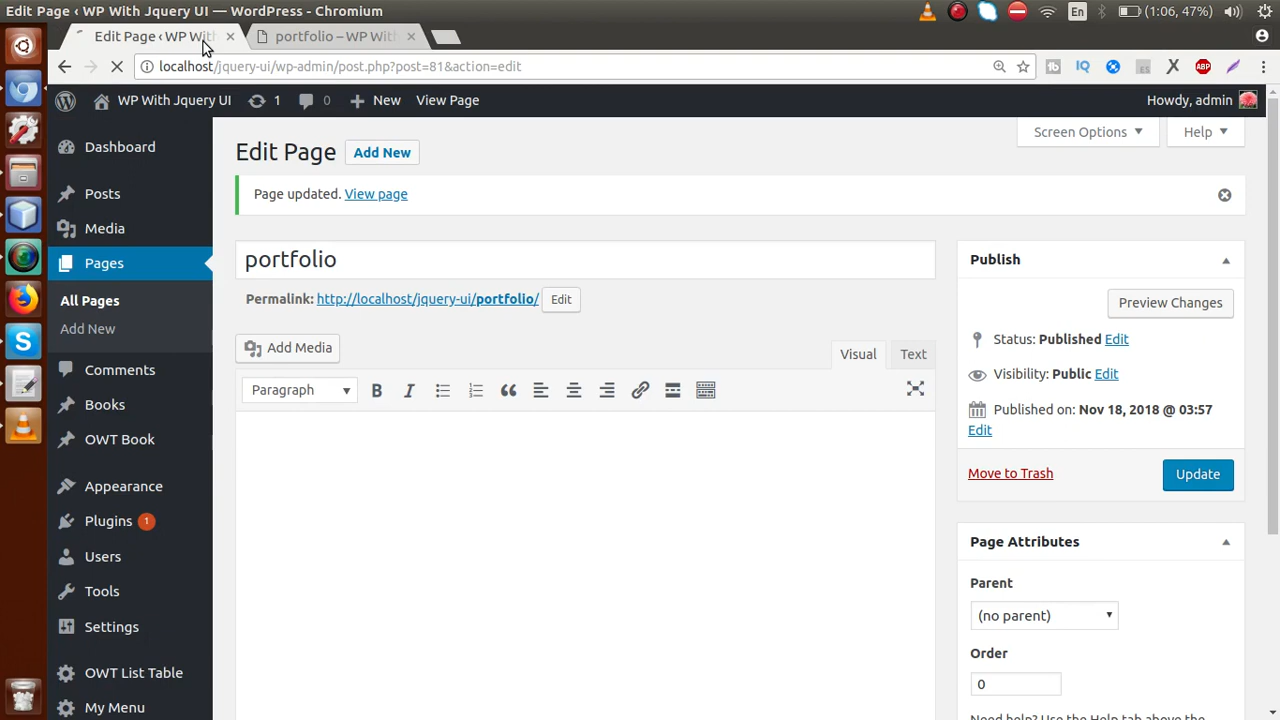 Edit Page ‹ WP With Jquery UI — WordPress - Chromium
En
(1:06, 47%)
Edit Page ‹ WP With
portfolio – WP With
localhost/jquery-ui/wp-admin/post.php?post=81&action=edit
ABP
WP With Jquery UI
1
0
New
View Page
Howdy, admin
Screen Options
Help
Dashboard
Posts
Media
Pages
All Pages
Add New
Comments
Books
OWT Book
Appearance
Plugins 1
Users
Tools
Settings
OWT List Table
My Menu
Edit Page
Add New
Page updated. View page
portfolio
Permalink: http://localhost/jquery-ui/portfolio/ Edit
Add Media
Visual
Text
Paragraph
B
I
Publish
Preview Changes
Status: Published Edit
Visibility: Public Edit
Published on: Nov 18, 2018 @ 03:57
Edit
Move to Trash
Update
Page Attributes
Parent
(no parent)
Order
0